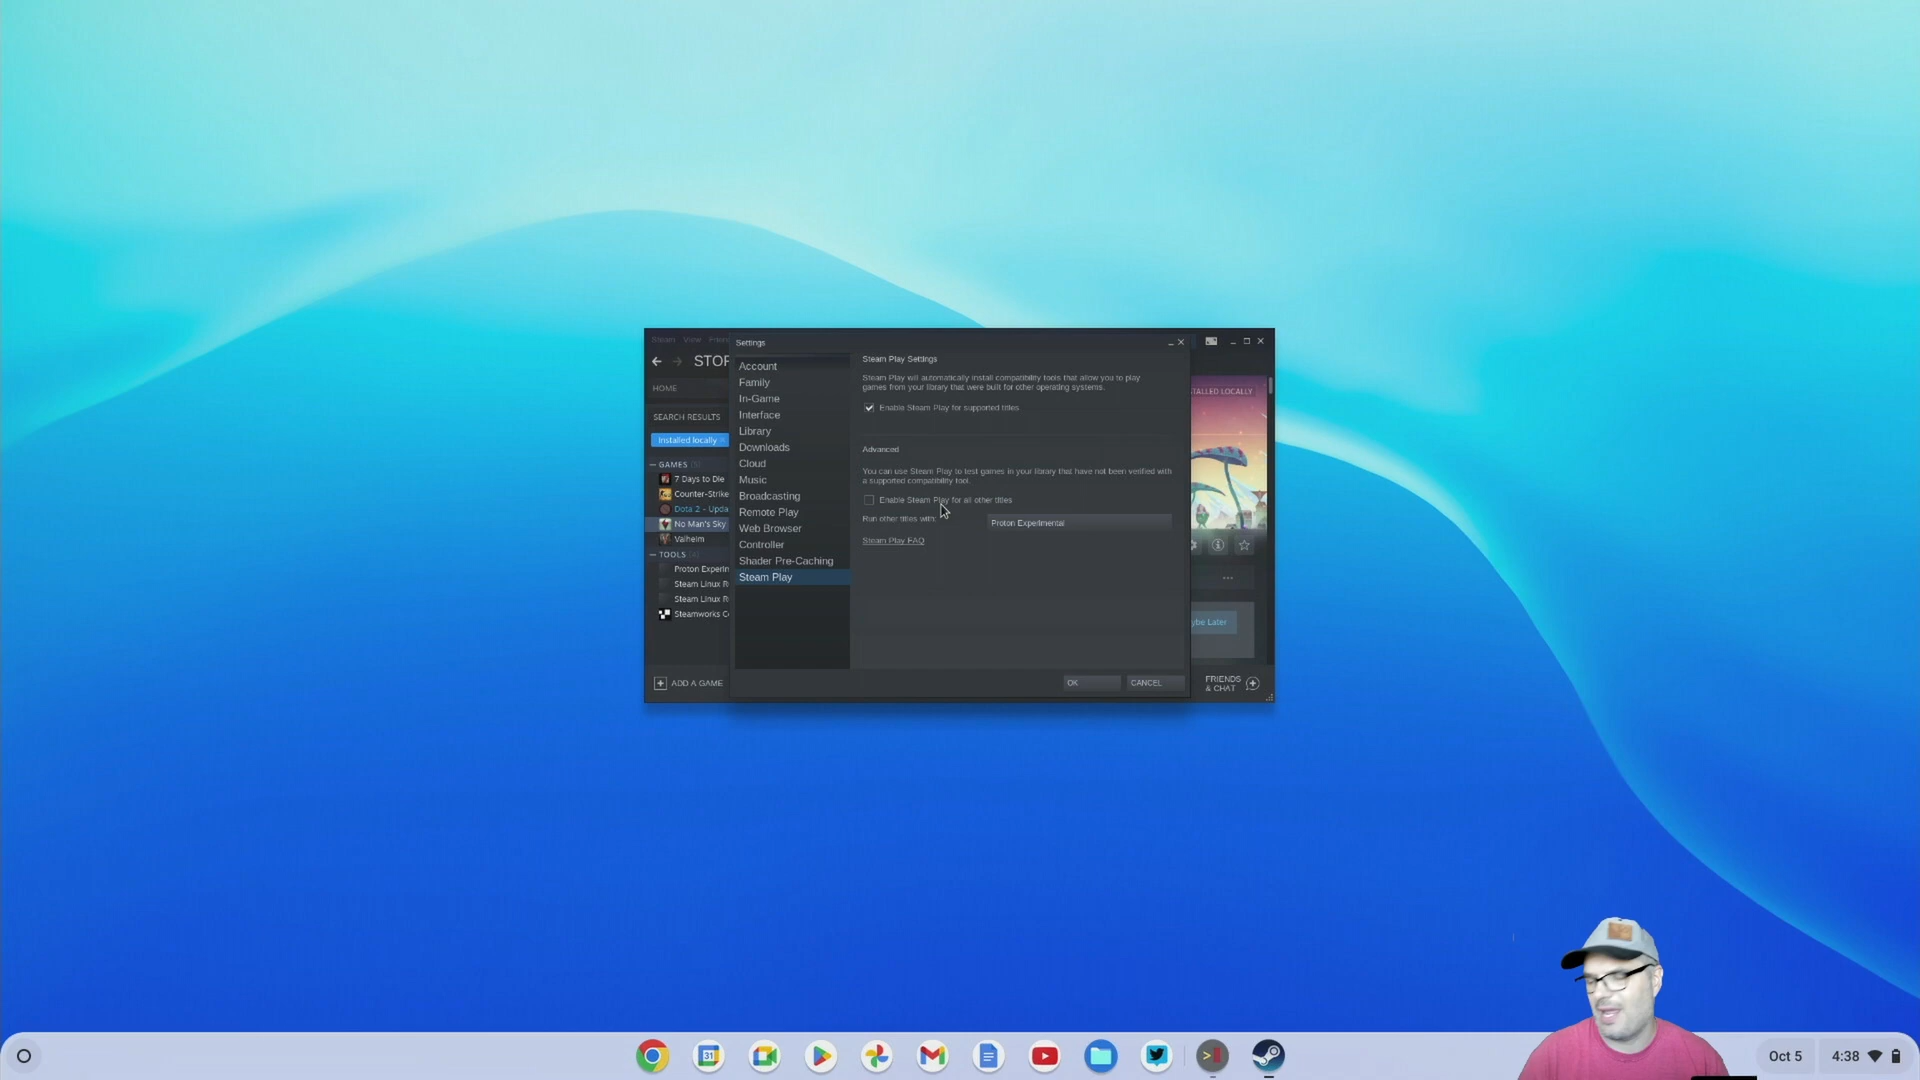 Settings
Steam View
STOR
HOME
SEARCH RESULTS
Installed locally
GAMES
7 Days to Die
Counter-Strike
Dota 2 - Upda
No Man's Sky
Valheim
TOOLS
Proton Experim
Steam Linux R
Steam Linux R
Steamworks C
ADD A GAME
Account
Family
In-Game
Interface
Library
Downloads
Cloud
Music
Broadcasting
Remote Play
Web Browser
Controller
Shader Pre-Caching
Steam Play
Steam Play Settings
Steam Play will automatically install compatibility tools that allow you to play
games from your library that were built for other operating systems.
Enable Steam Play for supported titles
Advanced
You can use Steam Play to test games in your library that have not been verified with
a supported compatibility tool.
Enable Steam Play for all other titles
Run other titles with:
Proton Experimental
Steam Play FAQ
OK
CANCEL
TALLED LOCALLY
ybe Later
FRIENDS
& CHAT
31
Oct 5
4:38